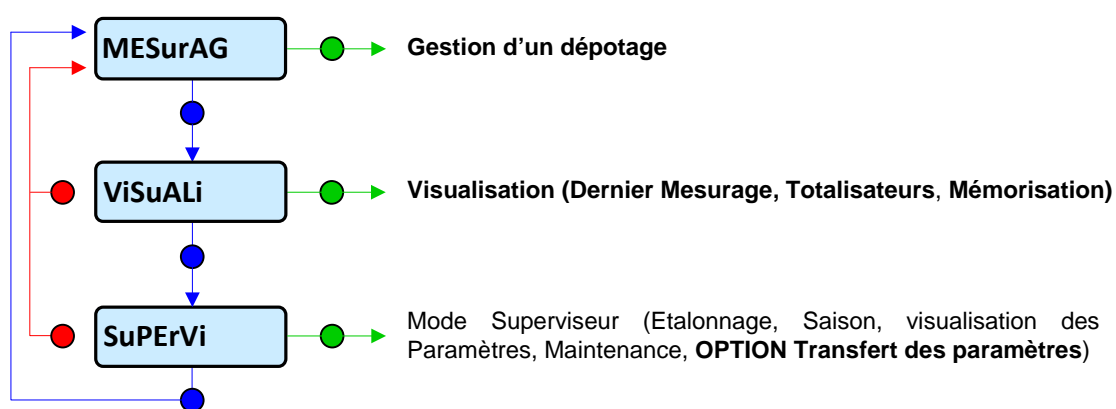 MESurAG
Gestion d’un dépotage
ViSuALi
Visualisation (Dernier Mesurage, Totalisateurs, Mémorisation)
SuPErVi
Mode Superviseur (Etalonnage, Saison, visualisation des
Paramètres, Maintenance, OPTION Transfert des paramètres)